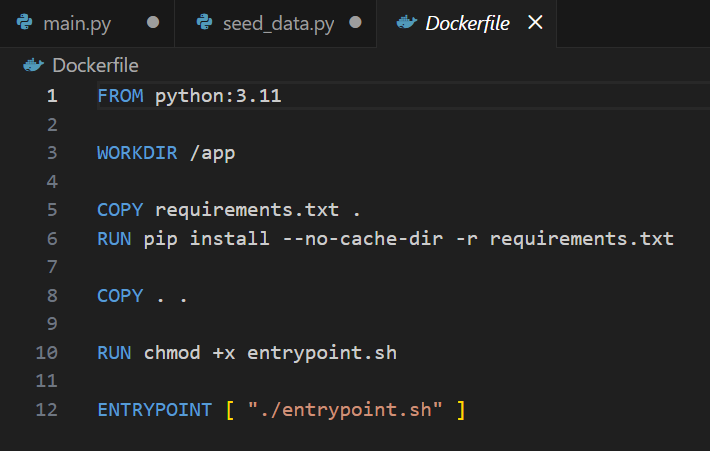 main.py seed_data.py Dockerfile
Dockerfile
1 FROM python:3.11
2
3 WORKDIR /app
4
5 COPY requirements.txt .
6 RUN pip install --no-cache-dir -r requirements.txt
7
8 COPY . .
9
10 RUN chmod +x entrypoint.sh
11
12 ENTRYPOINT [ "./entrypoint.sh" ]